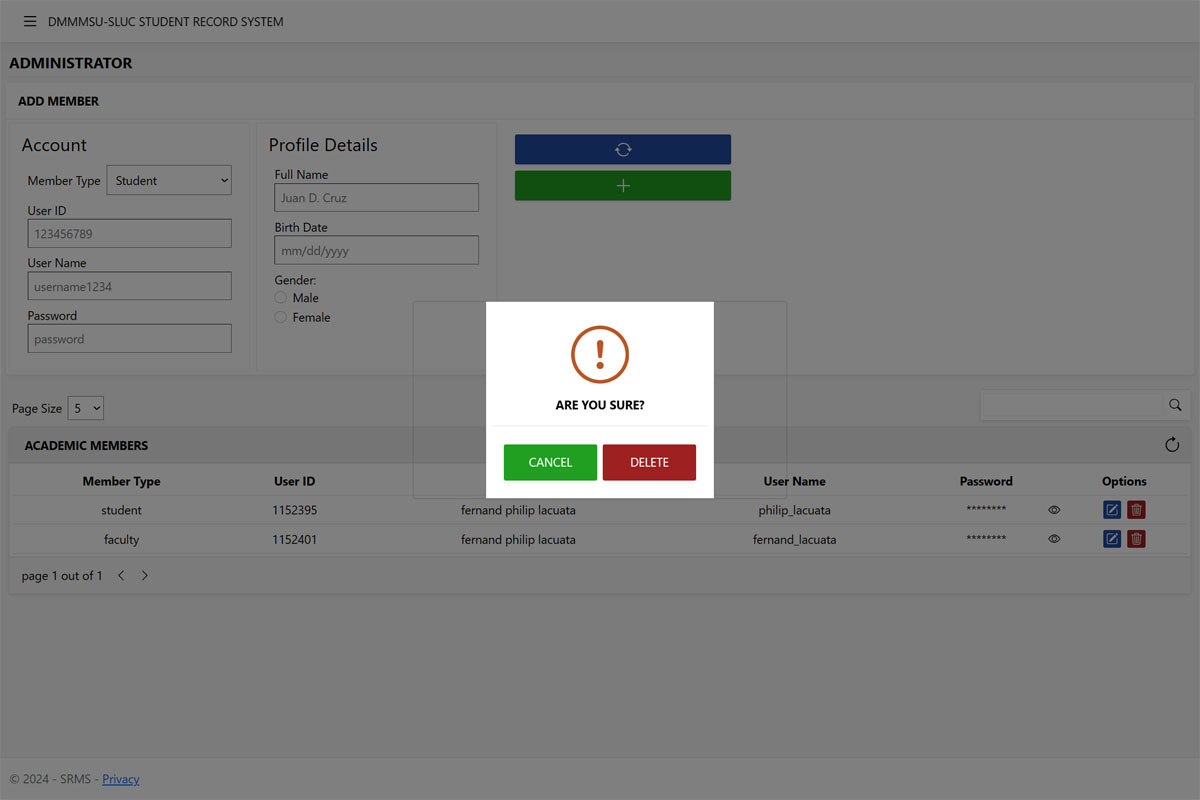 DMMMSU-SLUC STUDENT RECORD SYSTEM
ADMINISTRATOR
ADD MEMBER
Account
Member Type Student
User ID
123456789
User Name
username1234
Password
password
Profile Details
Full Name
Juan D. Cruz
Birth Date
mm/dd/yyyy
Gender:
Male
Female
ARE YOU SURE?
CANCEL DELETE
Page Size 5
ACADEMIC MEMBERS
Member Type User ID User Name Password Options
student 1152395 fernand philip lacuata philip_lacuata ********
faculty 1152401 fernand philip lacuata fernand_lacuata ********
page 1 out of 1
© 2024 - SRMS - Privacy